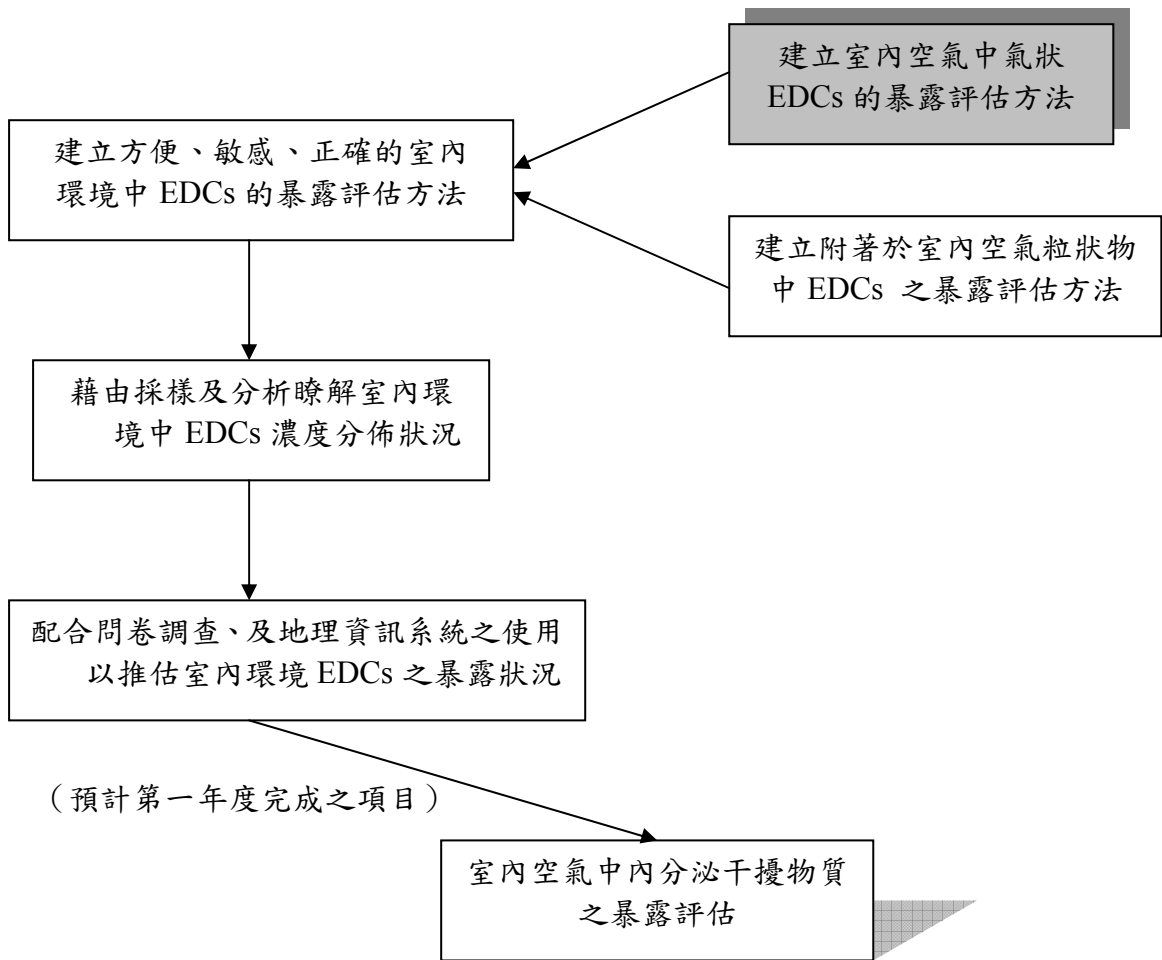 建立室內空氣中氣狀
EDCs 的暴露評估方法
建立方便、敏感、正確的室內
環境中 EDCs 的暴露評估方法
建立附著於室內空氣粒狀物
中 EDCs 之暴露評估方法
藉由採樣及分析瞭解室內環
境中 EDCs 濃度分佈狀況
配合問卷調查、及地理資訊系統之使用
以推估室內環境 EDCs 之暴露狀況
（預計第一年度完成之項目）
室內空氣中內分泌干擾物質
之暴露評估